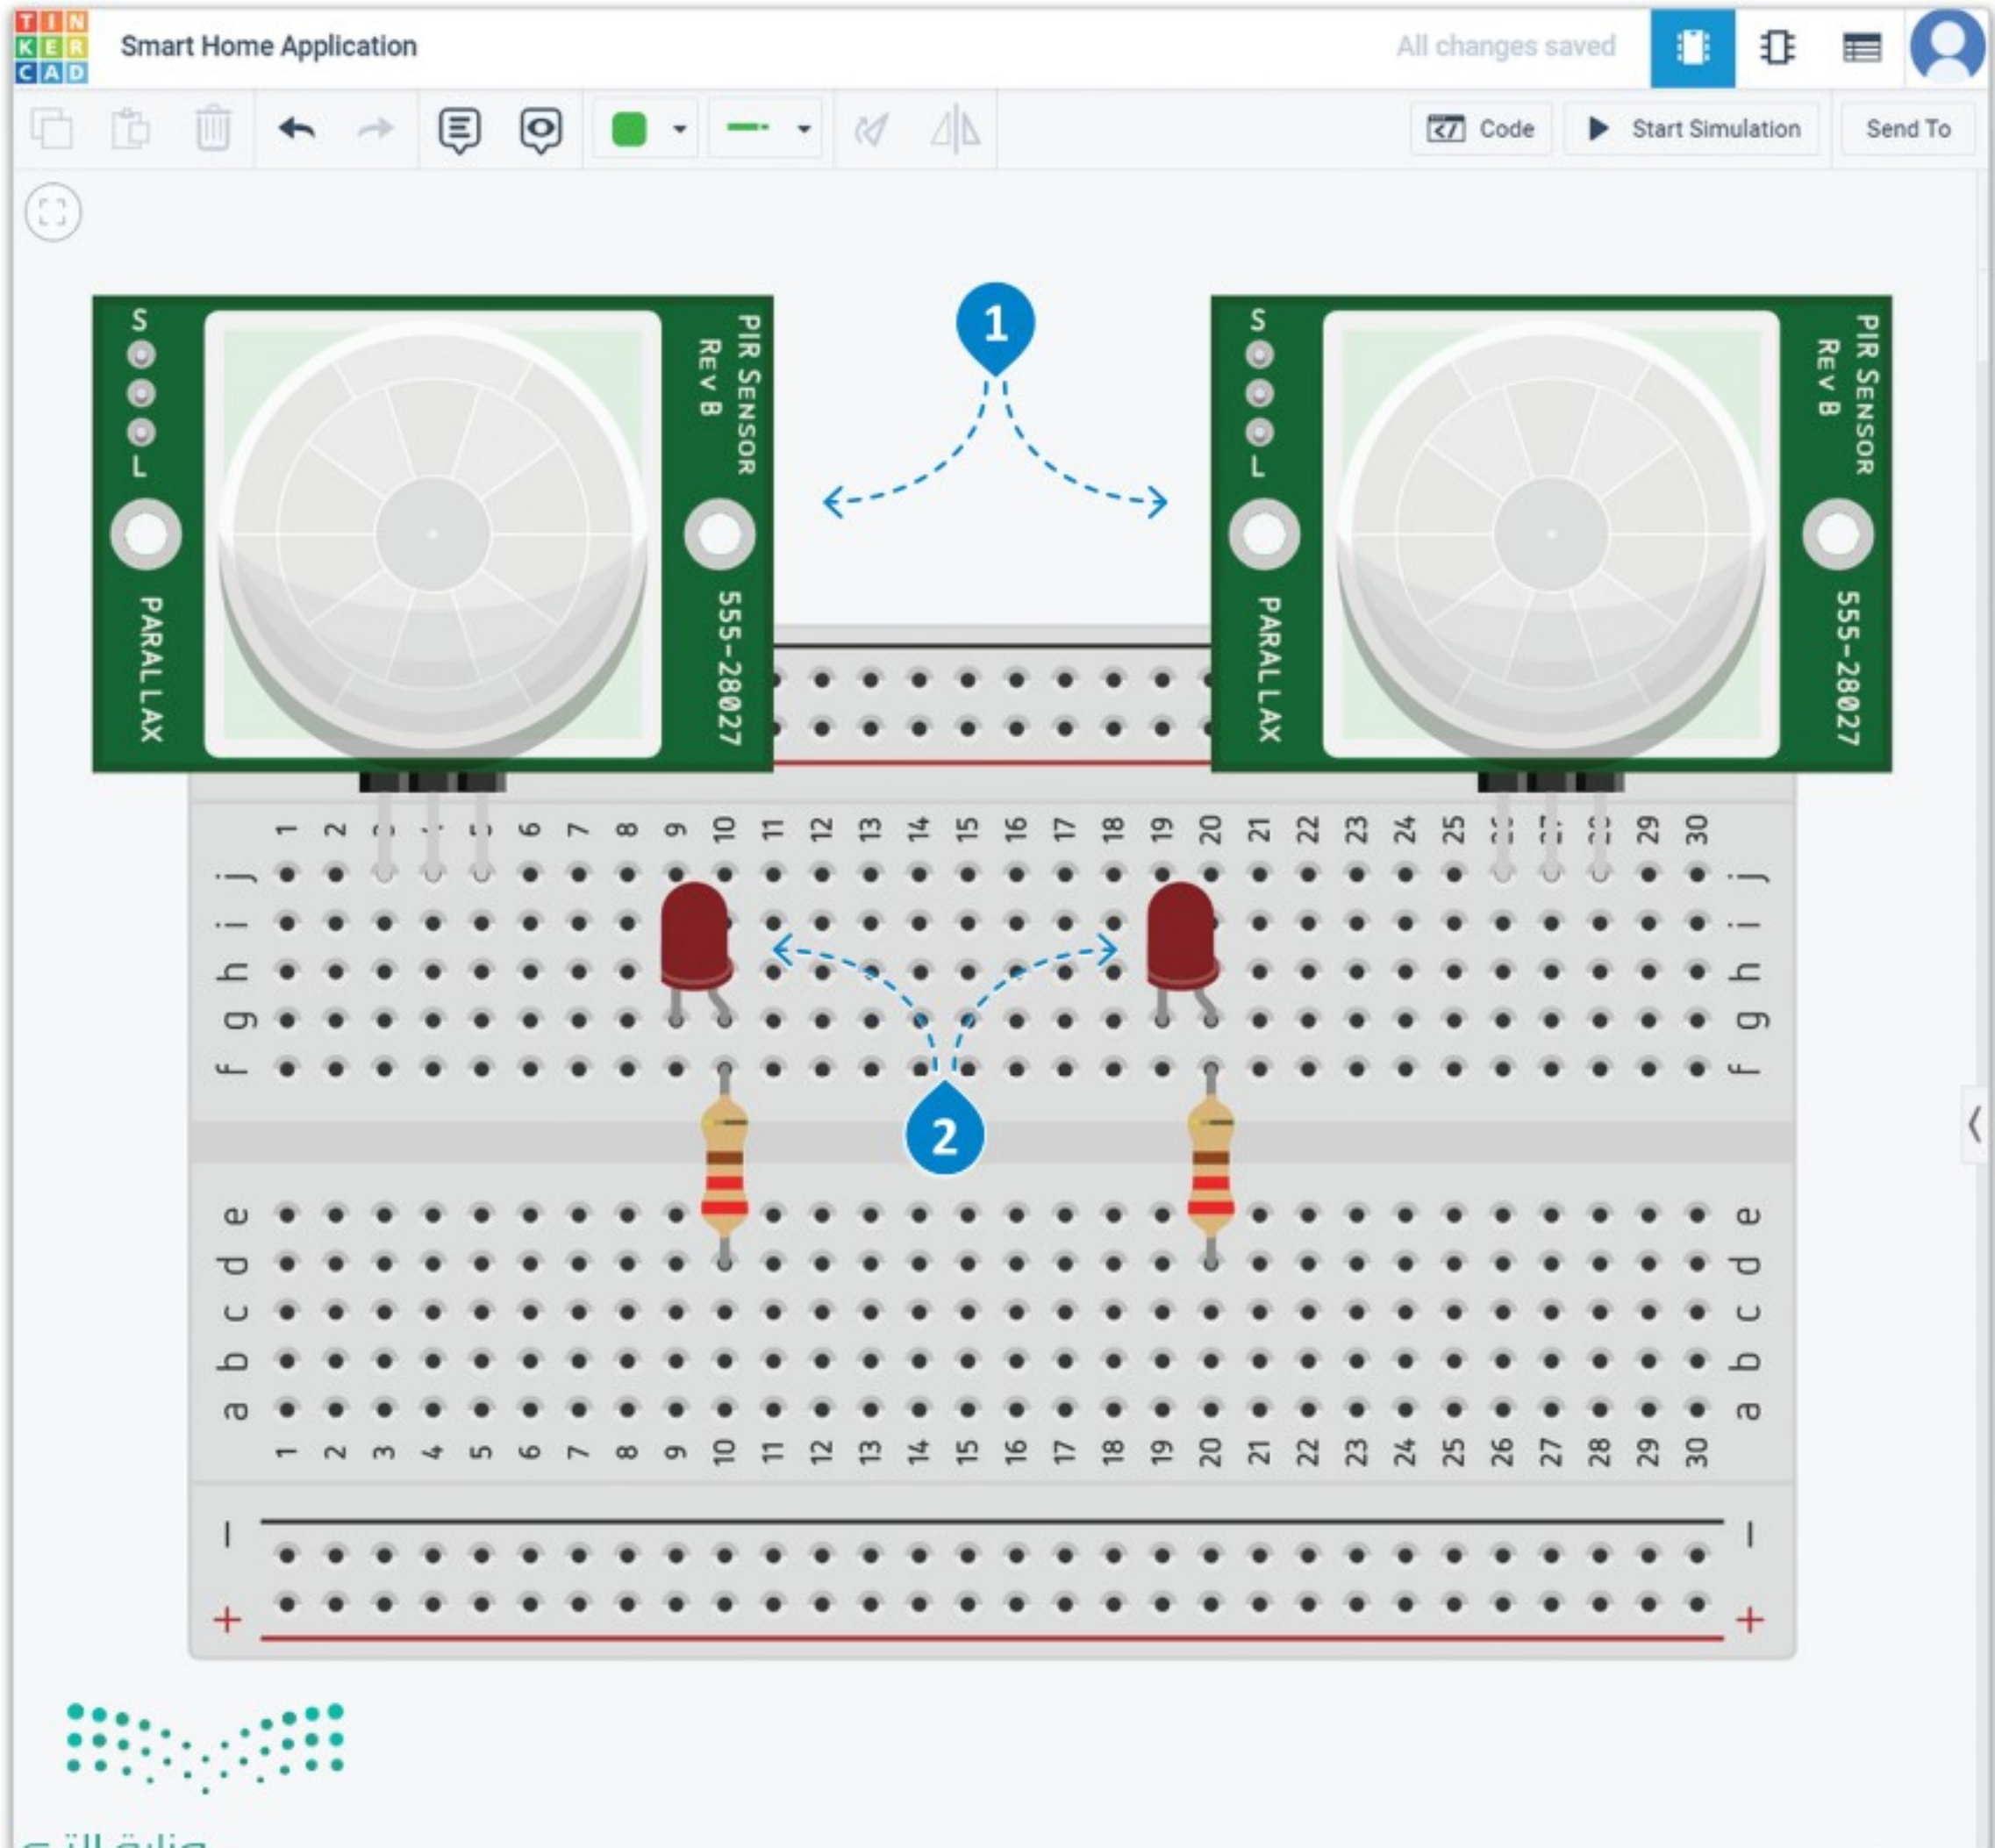 TIN
KER
CAD
Smart Home Application
All changes saved
Code
Start Simulation
Send To
S
L
PARALLAX
PIR SENSOR
REV B
555-28027
1
S
L
PARALLAX
PIR SENSOR
REV B
555-28027
1 2 6 7 8 9 10 11 12 13 14 15 16 17 18 19 20 21 22 23 24 25 29 30
j j
i i
h h
g g
f f
2
e e
d d
c c
b b
a a
1 2 3 4 5 6 7 8 9 10 11 12 13 14 15 16 17 18 19 20 21 22 23 24 25 26 27 28 29 30
− −
+ +